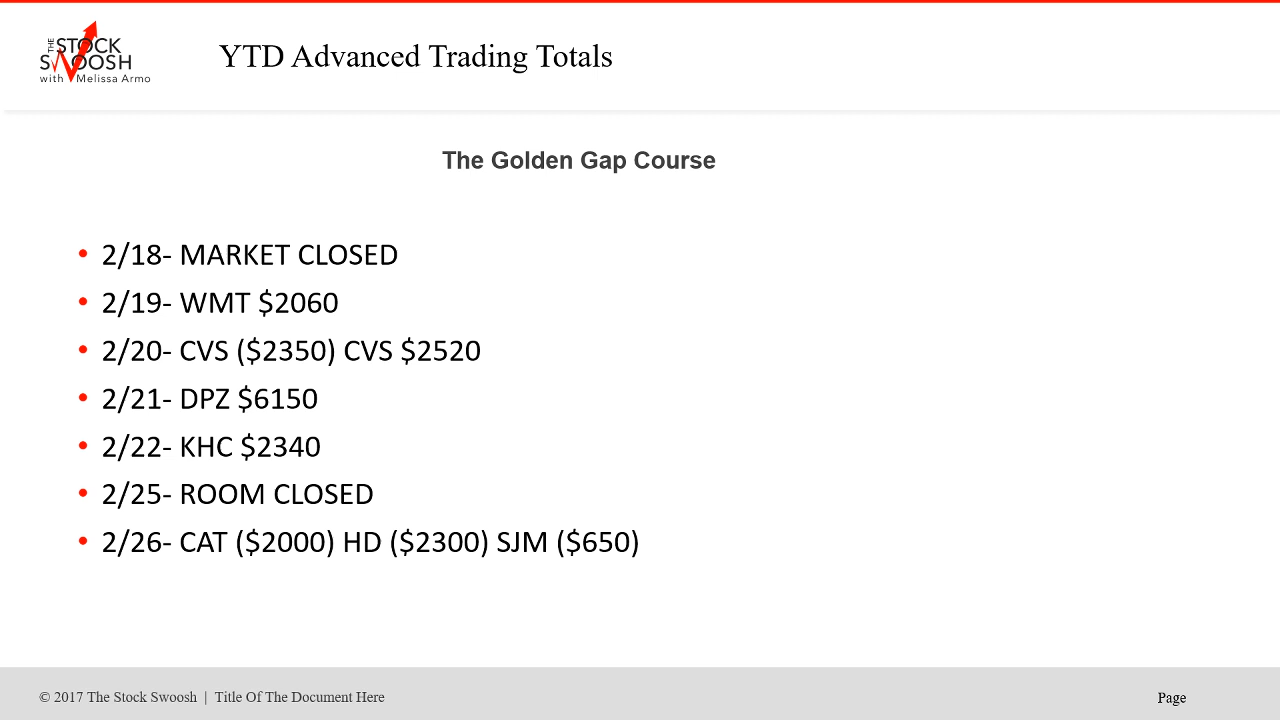 THE STOCK
SWOOSH
with Melissa Armo
YTD Advanced Trading Totals
The Golden Gap Course
• 2/18- MARKET CLOSED
• 2/19- WMT $2060
• 2/20- CVS ($2350) CVS $2520
• 2/21- DPZ $6150
• 2/22- KHC $2340
• 2/25- ROOM CLOSED
• 2/26- CAT ($2000) HD ($2300) SJM ($650)
© 2017 The Stock Swoosh | Title Of The Document Here
Page